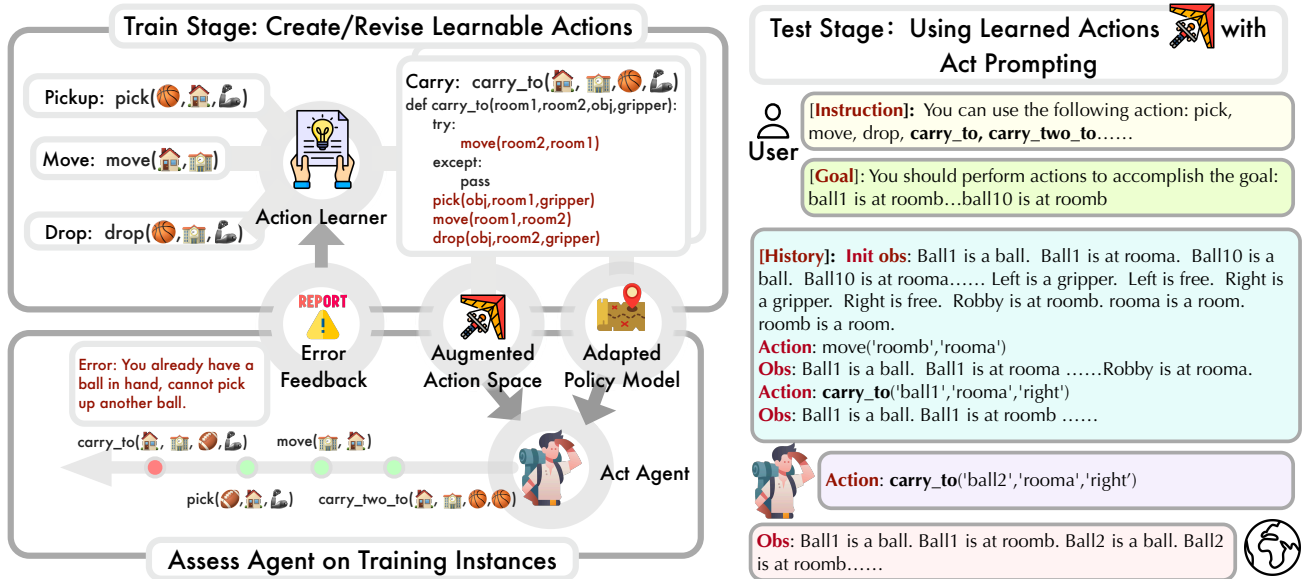 Train Stage: Create/Revise Learnable Actions
Pickup: pick( , , )
Move: move( , )
Drop: drop( , , )
Action Learner
Carry: carry_to( , , , )
def carry_to(room1,room2,obj,gripper):
try:
move(room2,room1)
except:
pass
pick(obj,room1,gripper)
move(room1,room2)
drop(obj,room2,gripper)
REPORT
Error
Feedback
Augmented
Action Space
Adapted
Policy Model
Error: You already have a
ball in hand, cannot pick
up another ball.
carry_to( , , , )
move( , )
pick( , , )
carry_two_to( , , , )
Act Agent
Assess Agent on Training Instances
Test Stage: Using Learned Actions with
Act Prompting
User
[Instruction]: You can use the following action: pick,
move, drop, carry_to, carry_two_to……
[Goal]: You should perform actions to accomplish the goal:
ball1 is at roomb…ball10 is at roomb
[History]: Init obs: Ball1 is a ball. Ball1 is at rooma. Ball10 is a
ball. Ball10 is at rooma…… Left is a gripper. Left is free. Right is
a gripper. Right is free. Robby is at roomb. rooma is a room.
roomb is a room.
Action: move('roomb','rooma')
Obs: Ball1 is a ball. Ball1 is at rooma ……Robby is at rooma.
Action: carry_to('ball1','rooma','right')
Obs: Ball1 is a ball. Ball1 is at roomb ……
Action: carry_to('ball2','rooma','right’)
Obs: Ball1 is a ball. Ball1 is at roomb. Ball2 is a ball. Ball2
is at roomb……